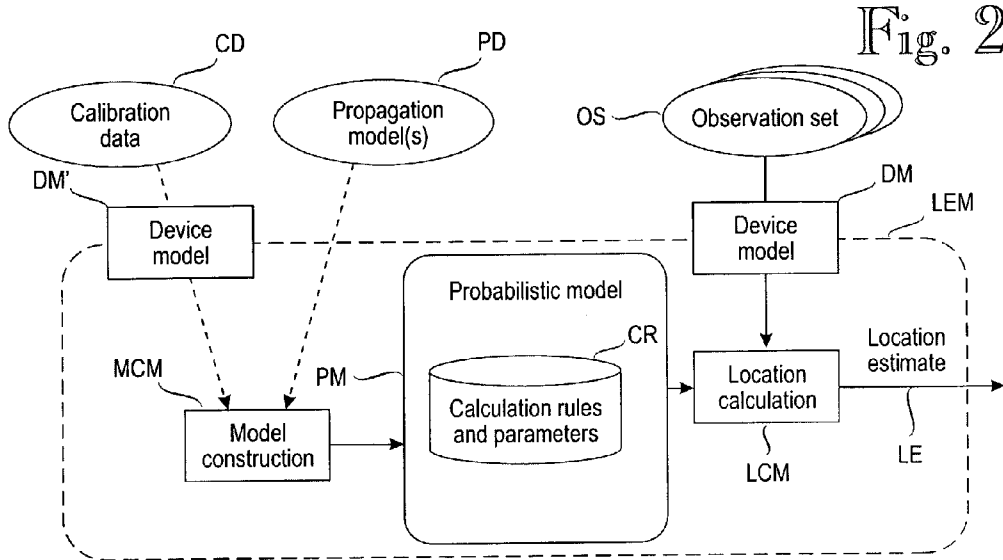 Fig. 2
CD
PD
Calibration
data
Propagation
model(s)
OS
Observation set
DM'
DM
LEM
Device
model
Device
model
Probabilistic model
MCM
PM
CR
Location
estimate
Model
construction
Calculation rules
and parameters
Location
calculation
LCM
LE